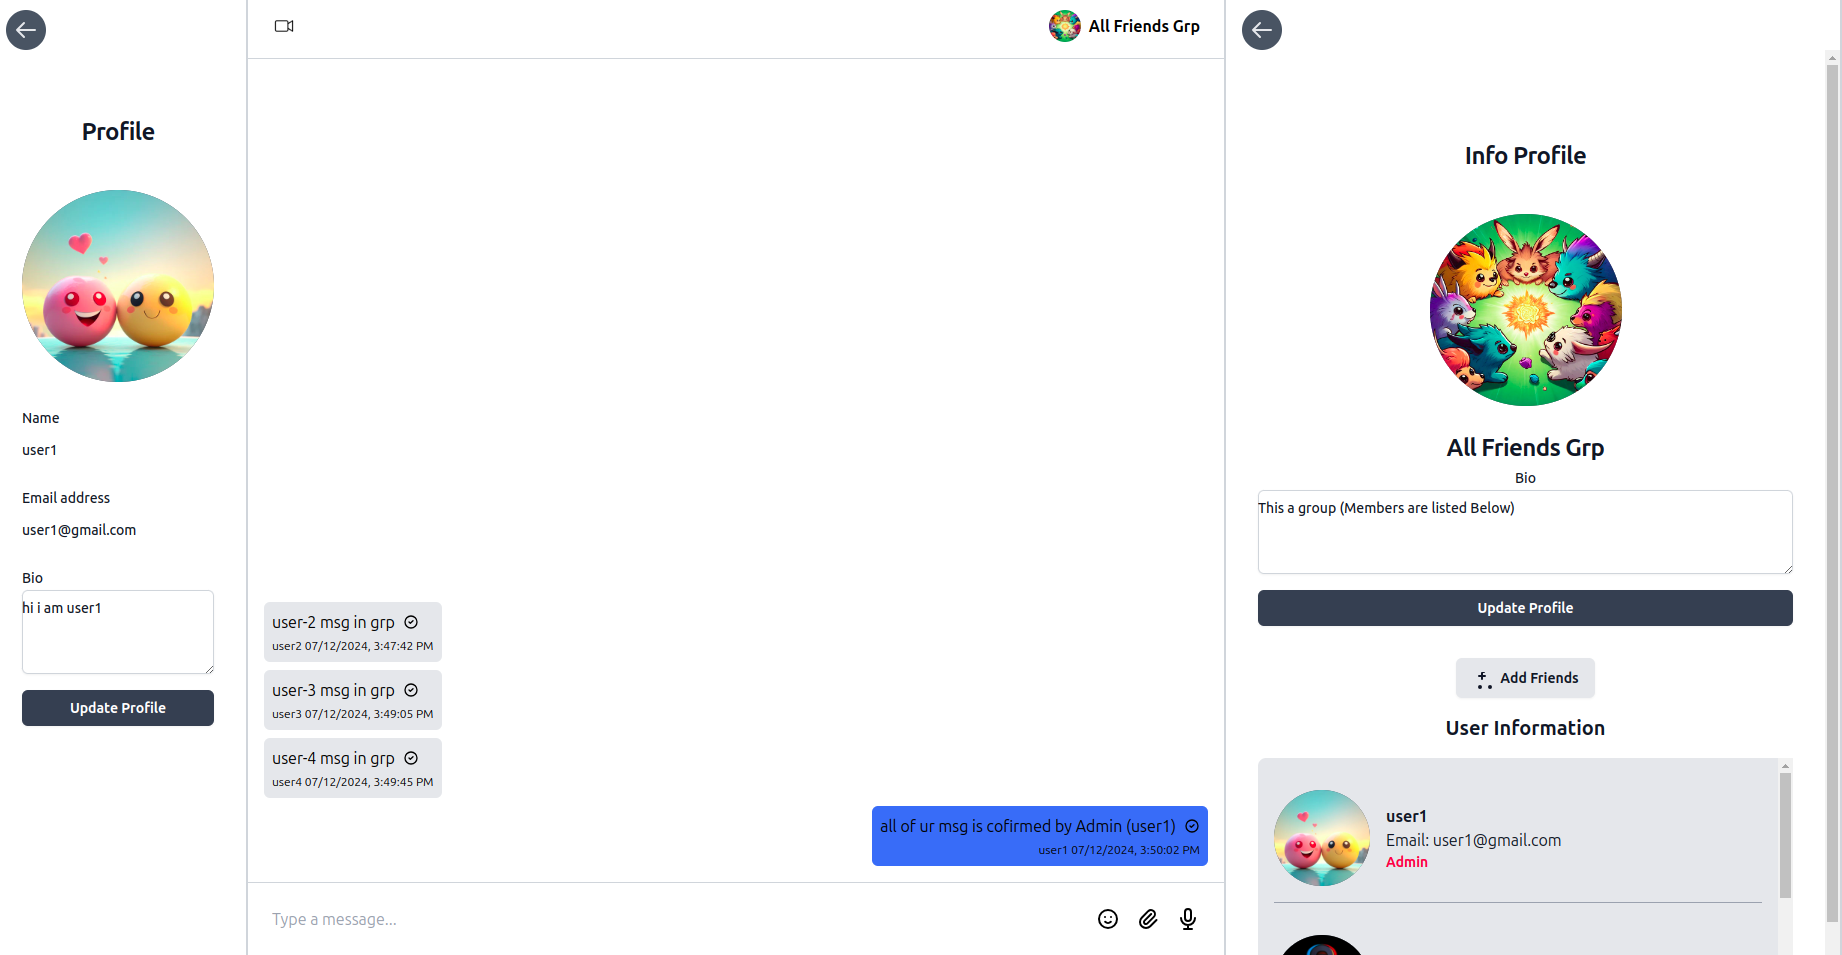 Profile
Name
user1
Email address
user1@gmail.com
Bio
hi i am user1
Update Profile
All Friends Grp
user-2 msg in grp
user2 07/12/2024, 3:47:42 PM
user-3 msg in grp
user3 07/12/2024, 3:49:05 PM
user-4 msg in grp
user4 07/12/2024, 3:49:45 PM
all of ur msg is cofirmed by Admin (user1)
user1 07/12/2024, 3:50:02 PM
Type a message...
Info Profile
All Friends Grp
Bio
This a group (Members are listed Below)
Update Profile
Add Friends
User Information
user1
Email: user1@gmail.com
Admin